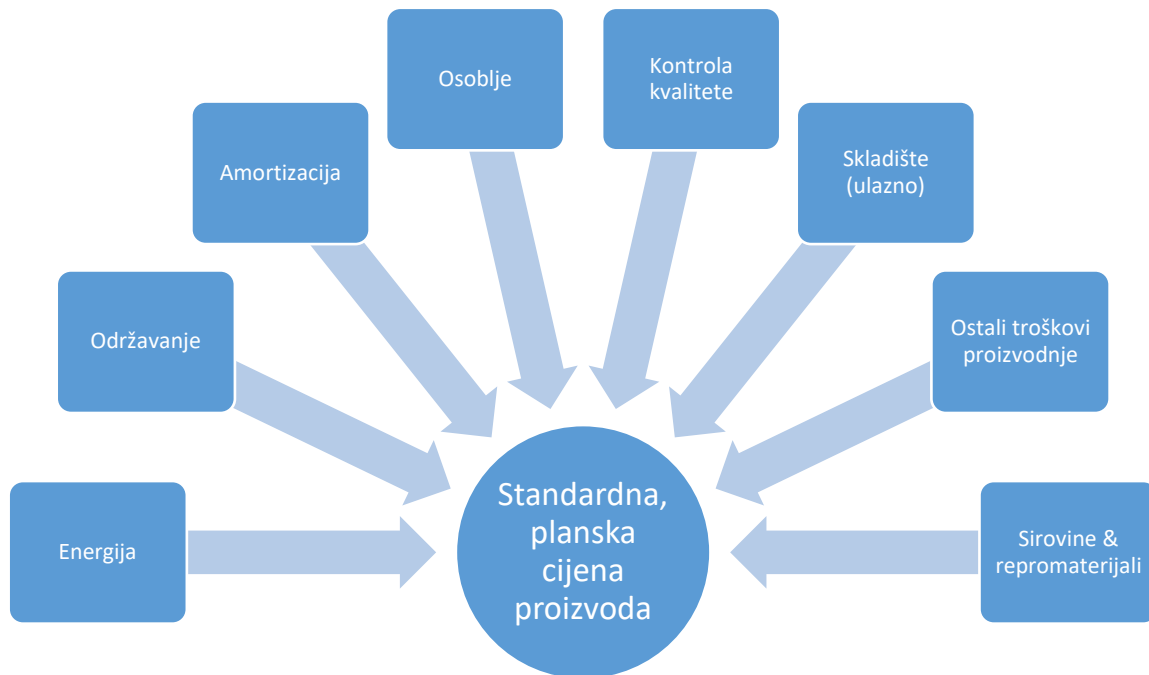 Osoblje
Kontrola
kvalitete
Amortizacija
Skladište
(ulazno)
Održavanje
Ostali troškovi
proizvodnje
Energija
Standardna,
planska
cijena
proizvoda
Sirovine &
repromaterijali